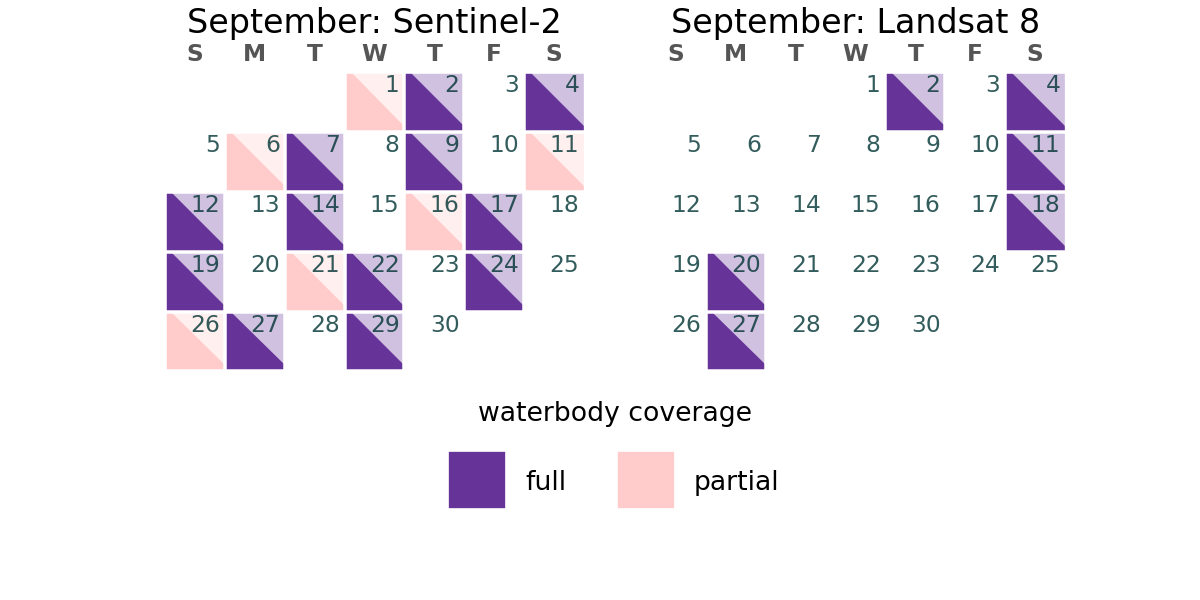 September: Sentinel-2
S M T W T F S
1 2 3 4
5 6 7 8 9 10 11
12 13 14 15 16 17 18
19 20 21 22 23 24 25
26 27 28 29 30
September: Landsat 8
S M T W T F S
1 2 3 4
5 6 7 8 9 10 11
12 13 14 15 16 17 18
19 20 21 22 23 24 25
26 27 28 29 30
waterbody coverage
full partial